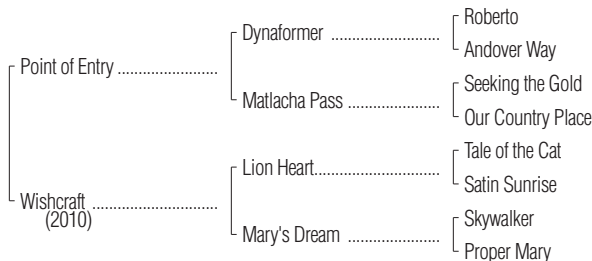 Roberto
Dynaformer ........................
Andover Way
Point of Entry ......................
Seeking the Gold
Matlacha Pass ....................
Our Country Place
Tale of the Cat
Lion Heart...........................
Satin Sunrise
Wishcraft ...........................
(2010)
Skywalker
Mary's Dream ....................
Proper Mary